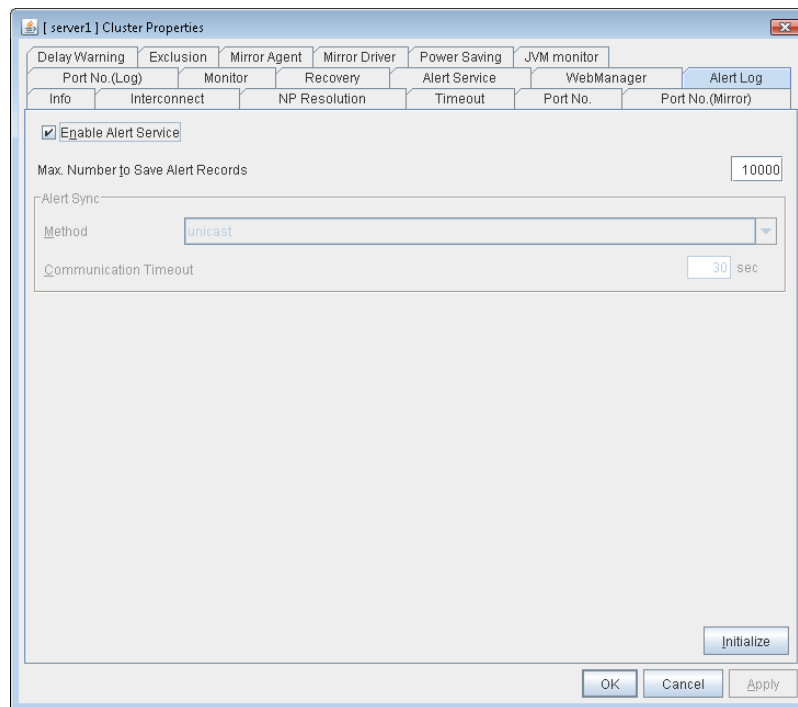 [ server1 ] Cluster Properties
Delay Warning Exclusion Mirror Agent Mirror Driver Power Saving JVM monitor
Port No.(Log) Monitor Recovery Alert Service WebManager Alert Log
Info Interconnect NP Resolution Timeout Port No. Port No.(Mirror)
Enable Alert Service
Max. Number to Save Alert Records 10000
Alert Sync
Method unicast
Communication Timeout 30 sec
Initialize
OK Cancel Apply